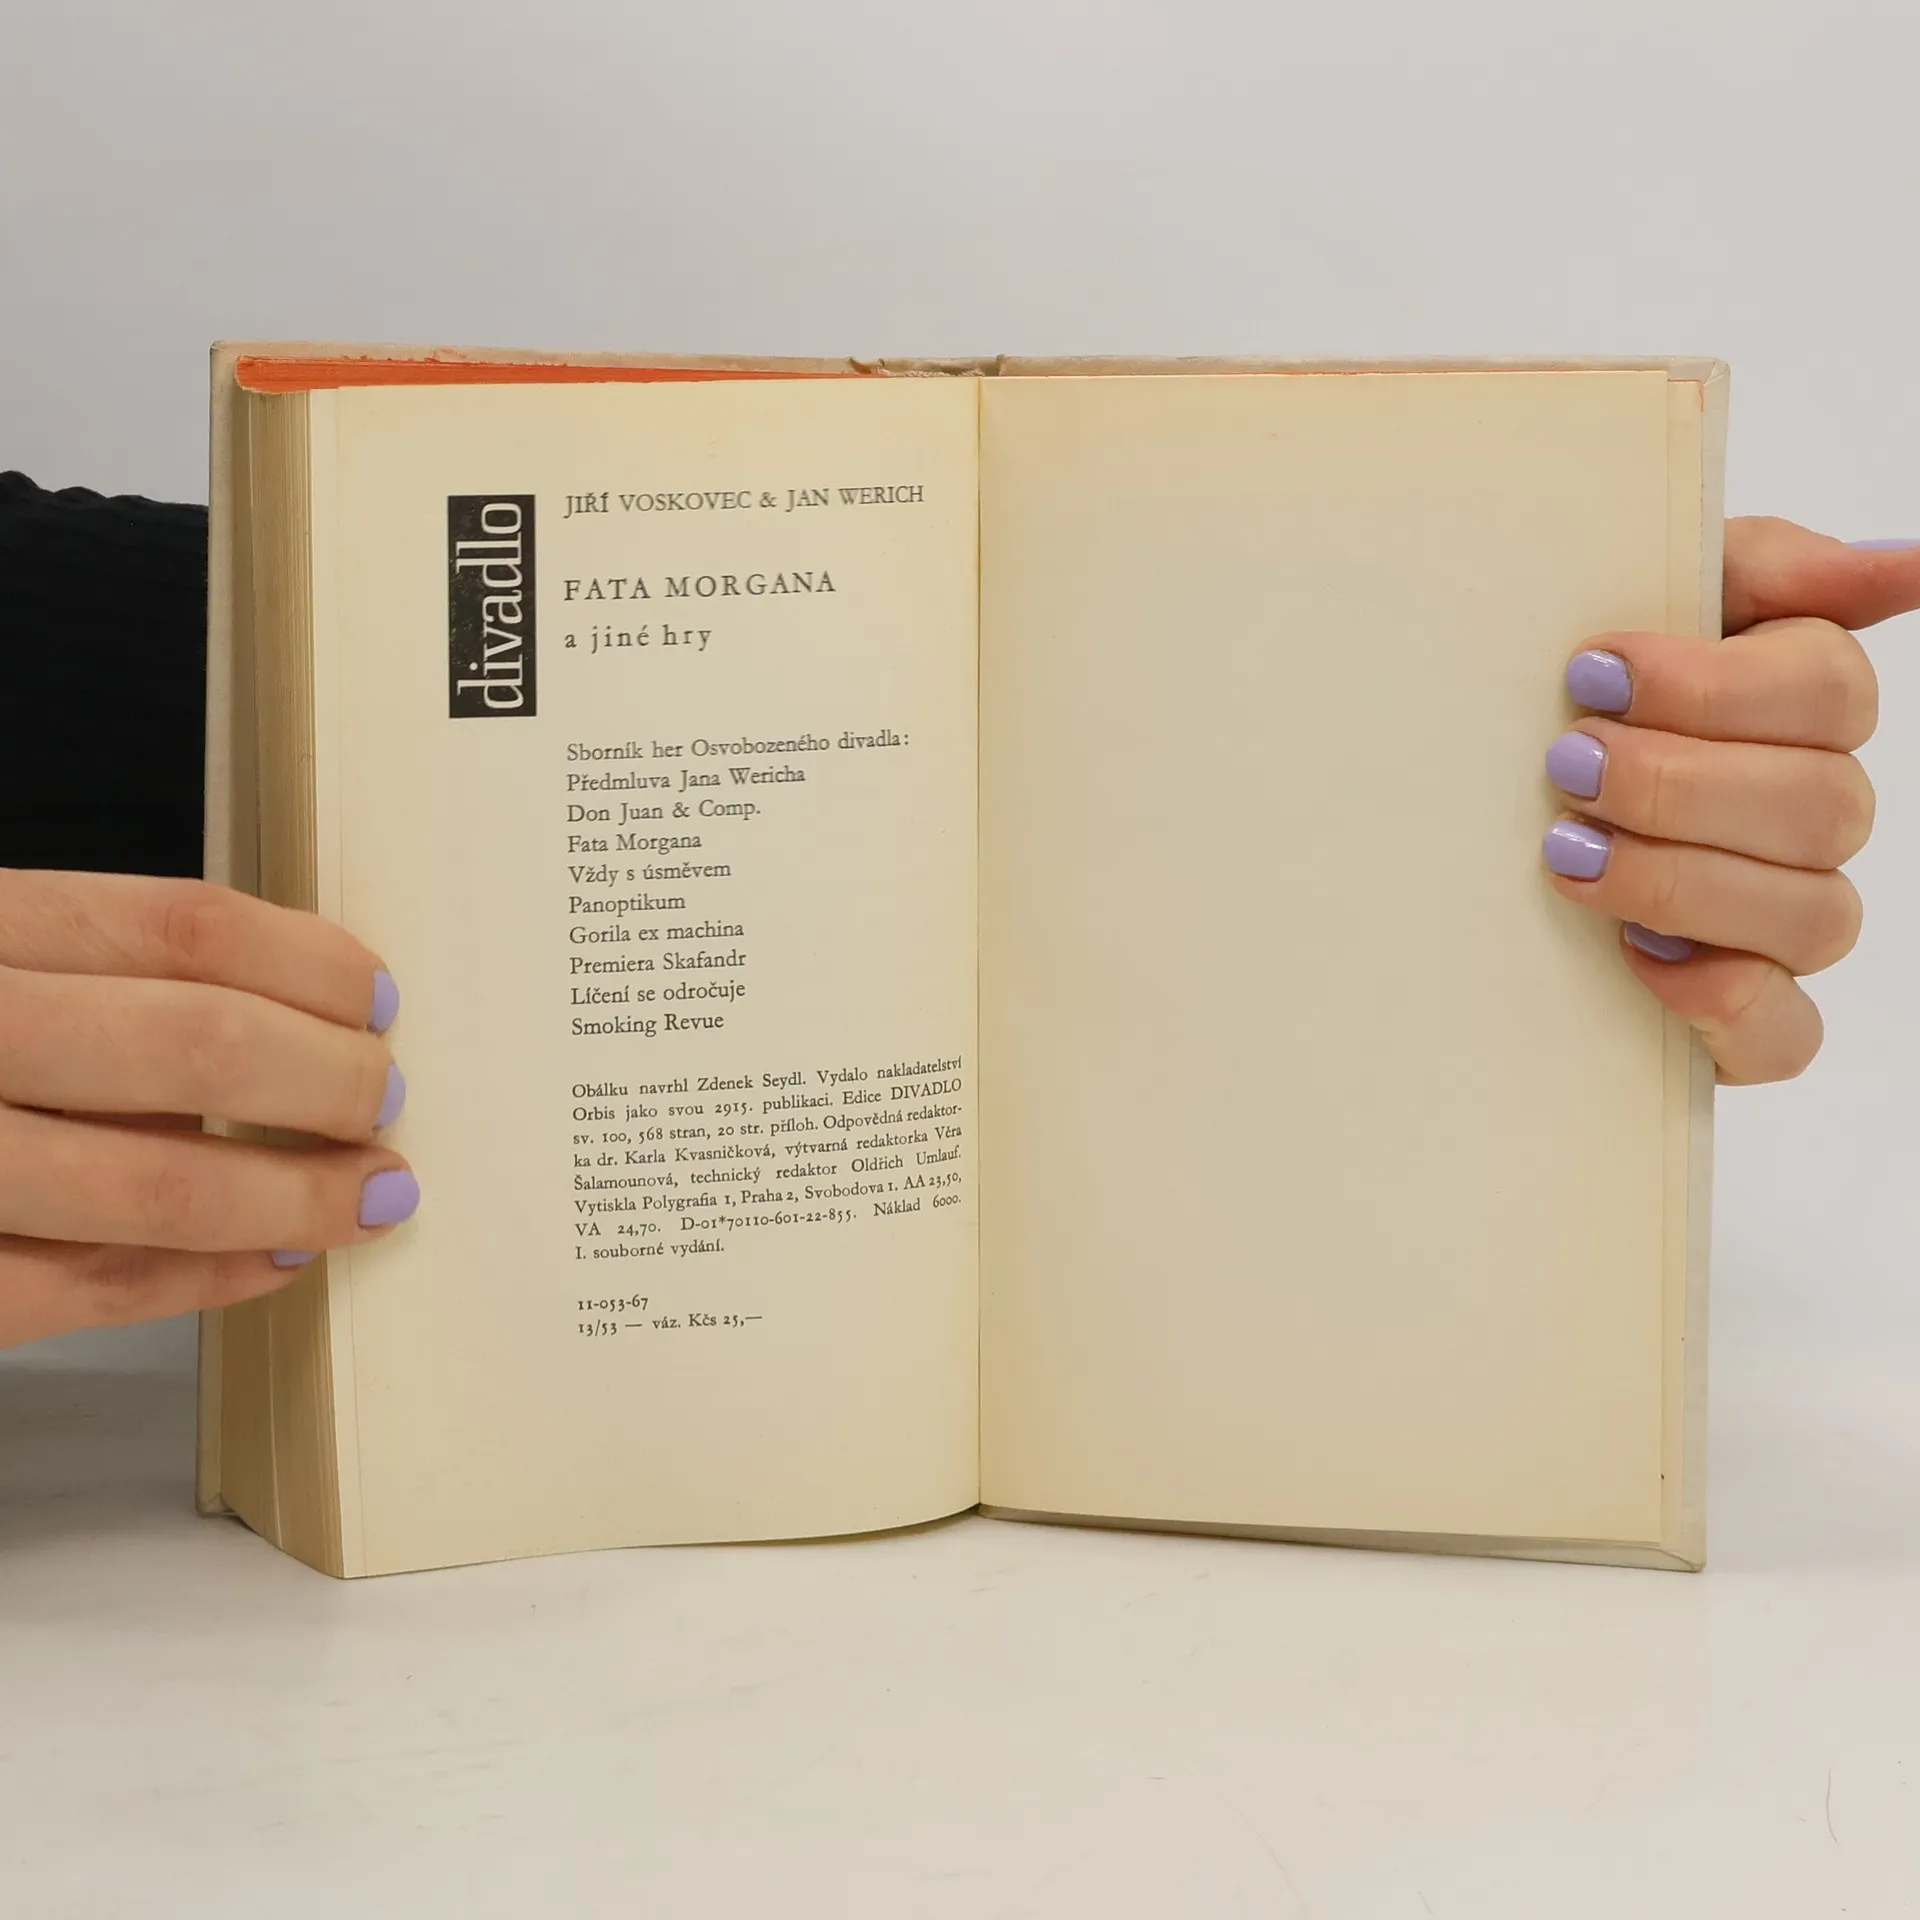 divadlo
JIŘÍ VOSKOVEC & JAN WERICH
FATA MORGANA
a jiné hry
Sborník her Osvobozeného divadla:
Předmluva Jana Wericha
Don Juan & Comp.
Fata Morgana
Vždy s úsměvem
Panoptikum
Gorila ex machina
Premiera Skafandr
Líčení se odročuje
Smoking Revue
Obálku navrhl Zdenek Seydl. Vydalo nakladatelství
Orbis jako svou 2915. publikaci. Edice DIVADLO
sv. 100, 568 stran, 20 str. příloh. Odpovědná redaktor-
ka dr. Karla Kvasničková, výtvarná redaktorka Věra
Šalamounová, technický redaktor Oldřich Umlauf.
Vytiskla Polygrafia 1, Praha 2, Svobodova 1. AA 23,50,
VA 24,70. D-01*70110-601-22-855. Náklad 6000.
I. souborné vydání.
11-053-67
13/53 — váz. Kčs 25,—